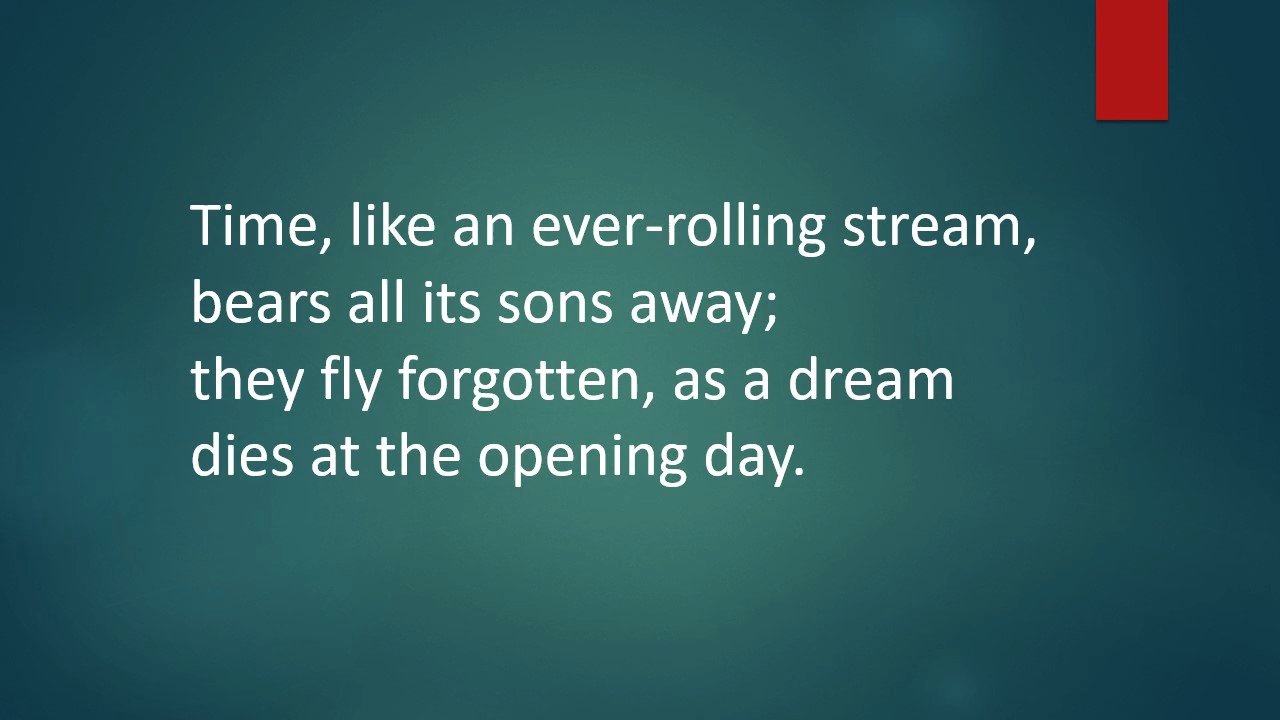 Time, like an ever-rolling stream,
bears all its sons away;
they fly forgotten, as a dream
dies at the opening day.